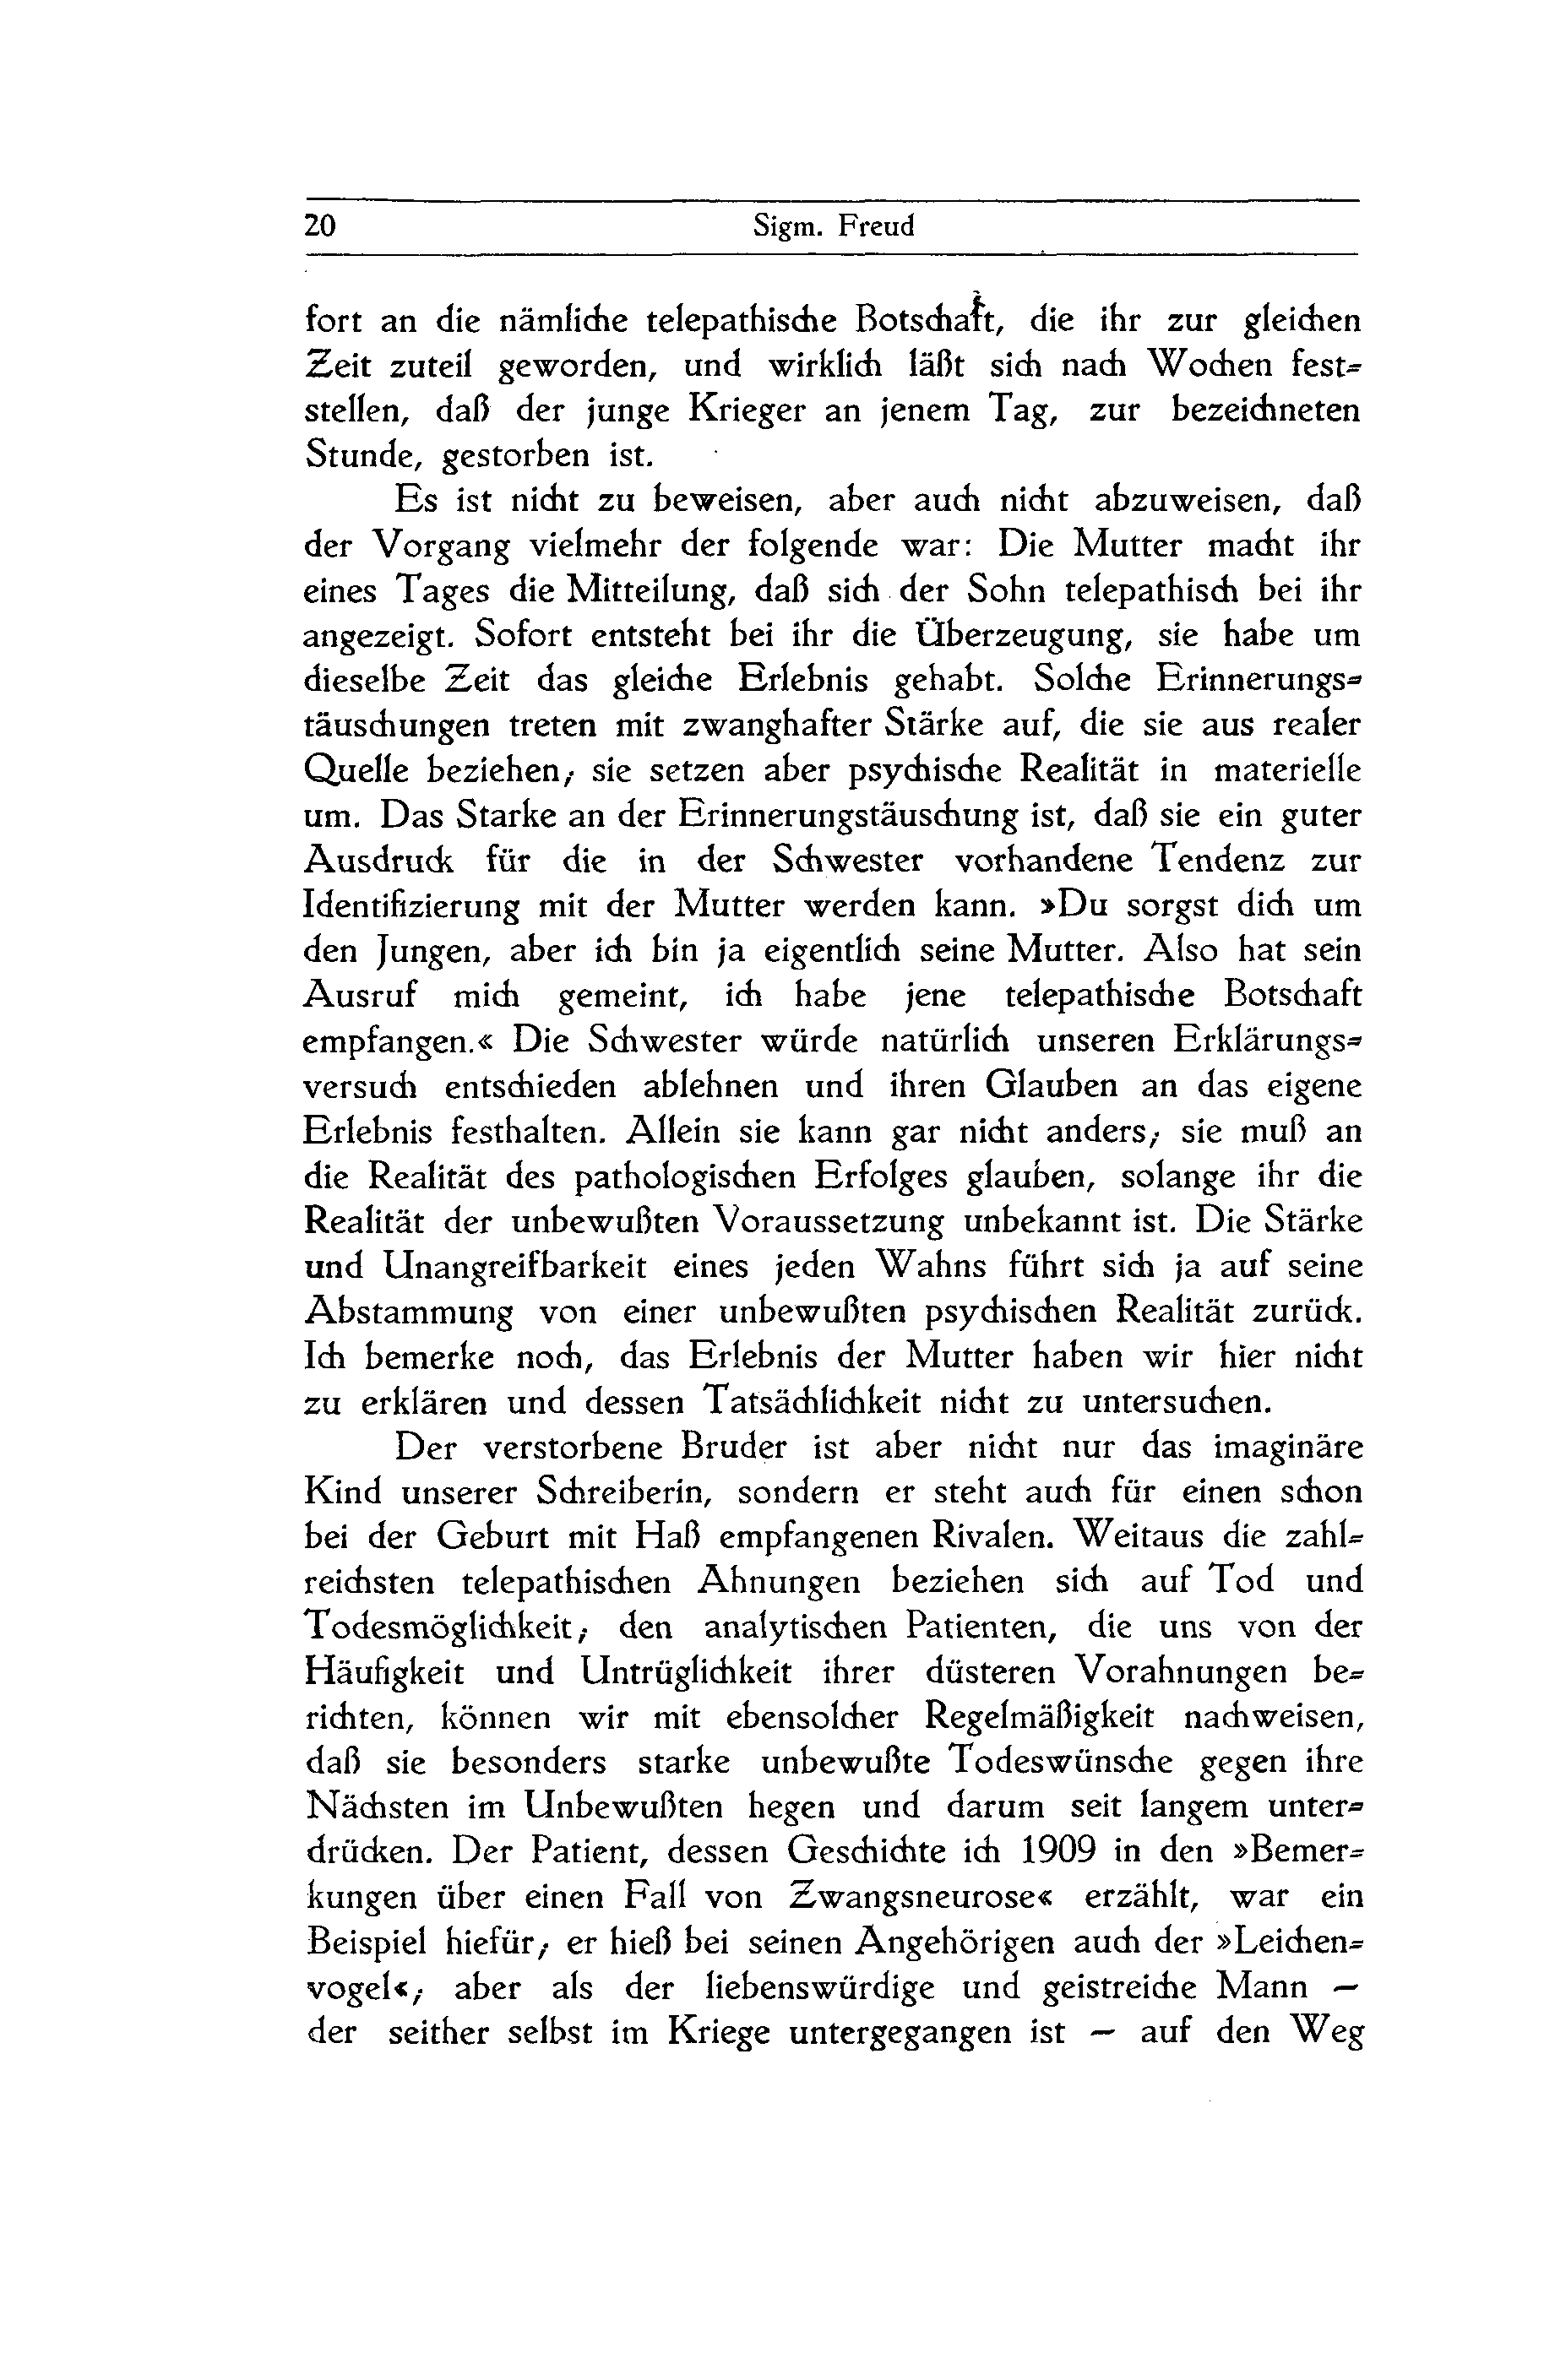 20
Sigm. Freud
fort an die nämliche telepathische Botschaft, die ihr zur gleichen
Zeit zuteil geworden, und wirklich läßt sich nach Wochen fest-
stellen, daß der junge Krieger an jenem Tag, zur bezeichneten
Stunde, gestorben ist.
Es ist nicht zu beweisen, aber auch nicht abzuweisen, daß
der Vorgang vielmehr der folgende war: Die Mutter macht ihr
eines Tages die Mitteilung, daß sich der Sohn telepathisch bei ihr
angezeigt. Sofort entsteht bei ihr die Überzeugung, sie habe um
dieselbe Zeit das gleiche Erlebnis gehabt. Solche Erinnerungs-
täuschungen treten mit zwanghafter Stärke auf, die sie aus realer
Quelle beziehen; sie setzen aber psychische Realität in materielle
um. Das Starke an der Erinnerungstäuschung ist, daß sie ein guter
Ausdruck für die in der Schwester vorhandene Tendenz zur
Identifizierung mit der Mutter werden kann. »Du sorgst dich um
den Jungen, aber ich bin ja eigentlich seine Mutter. Also hat sein
Ausruf mich gemeint, ich habe jene telepathische Botschaft
empfangen.« Die Schwester würde natürlich unseren Erklärungs-
versuch entschieden ablehnen und ihren Glauben an das eigene
Erlebnis festhalten. Allein sie kann gar nicht anders; sie muß an
die Realität des pathologischen Erfolges glauben, solange ihr die
Realität der unbewußten Voraussetzung unbekannt ist. Die Stärke
und Unangreifbarkeit eines jeden Wahns führt sich ja auf seine
Abstammung von einer unbewußten psychischen Realität zurück.
Ich bemerke noch, das Erlebnis der Mutter haben wir hier nicht
zu erklären und dessen Tatsächlichkeit nicht zu untersuchen.
Der verstorbene Bruder ist aber nicht nur das imaginäre
Kind unserer Schreiberin, sondern er steht auch für einen schon
bei der Geburt mit Haß empfangenen Rivalen. Weitaus die zahl-
reichsten telepathischen Ahnungen beziehen sich auf Tod und
Todesmöglichkeit; den analytischen Patienten, die uns von der
Häufigkeit und Untrüglichkeit ihrer düsteren Vorahnungen be-
richten, können wir mit ebensolcher Regelmäßigkeit nachweisen,
daß sie besonders starke unbewußte Todeswünsche gegen ihre
Nächsten im Unbewußten hegen und darum seit langem unter-
drücken. Der Patient, dessen Geschichte ich 1909 in den »Bemer-
kungen über einen Fall von Zwangsneurose« erzählt, war ein
Beispiel hiefür; er hieß bei seinen Angehörigen auch der »Leichen-
vogel«; aber als der liebenswürdige und geistreiche Mann —
der seither selbst im Kriege untergegangen ist — auf den Weg